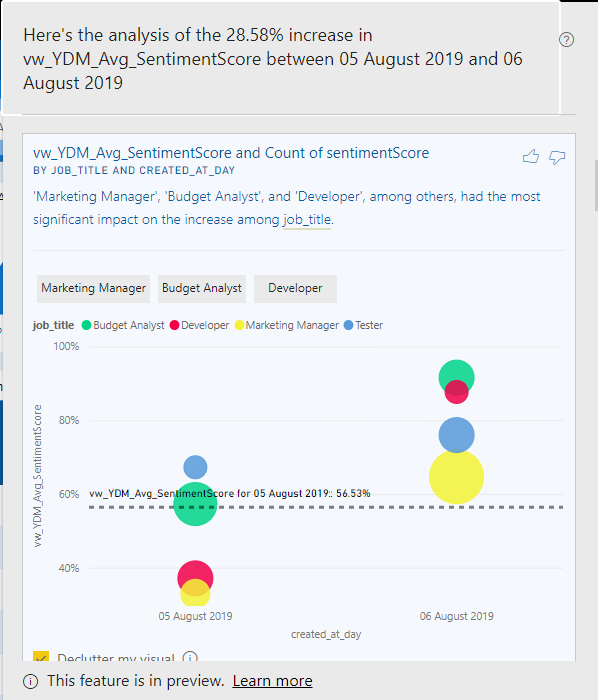 Here's the analysis of the 28.58% increase in
vw_YDM_Avg_SentimentScore between 05 August 2019 and 06
August 2019
vw_YDM_Avg_SentimentScore and Count of sentimentScore
BY JOB_TITLE AND CREATED_AT_DAY
'Marketing Manager', 'Budget Analyst', and 'Developer', among others, had the most
significant impact on the increase among job_title.
Marketing Manager Budget Analyst Developer
job_title Budget Analyst Developer Marketing Manager Tester
100%
80%
60%
40%
vw_YDM_Avg_SentimentScore
vw_YDM_Avg_SentimentScore for 05 August 2019:: 56.53%
05 August 2019 06 August 2019
created_at_day
Declutter my visual
This feature is in preview. Learn more